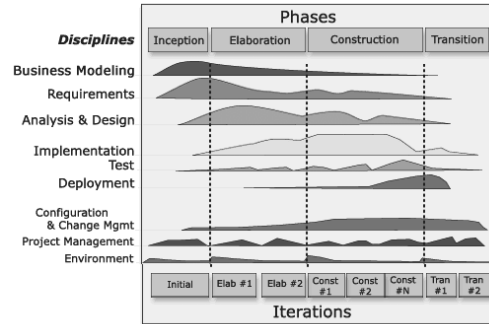 Phases
Disciplines
Inception
Elaboration
Construction
Transition
Business Modeling
Requirements
Analysis & Design
Implementation
Test
Deployment
Configuration
& Change Mgmt
Project Management
Environment
Initial
Elab #1
Elab #2
Const
#1
Const
#2
Const
#N
Tran
#1
Tran
#2
Iterations